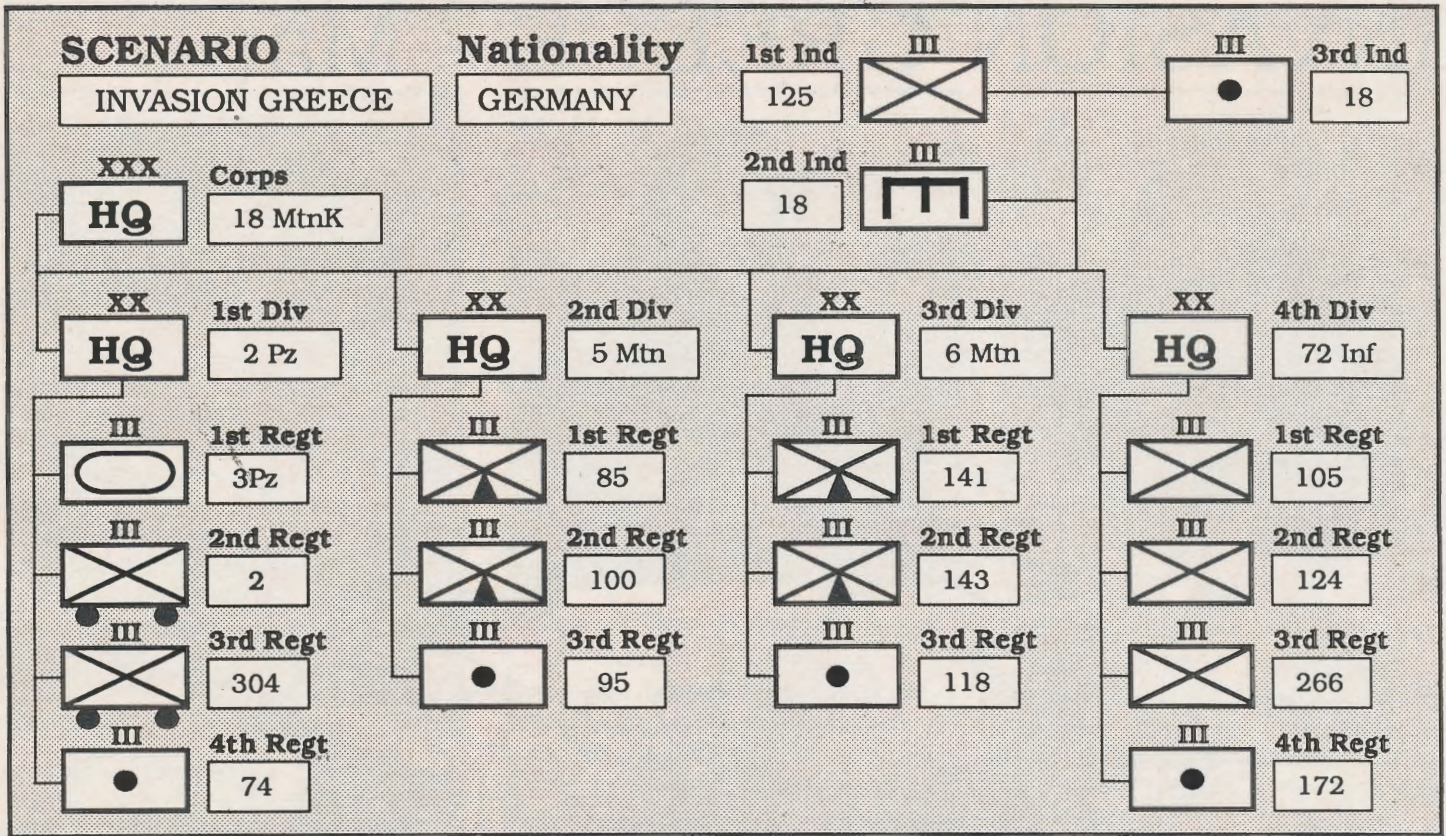 SCENARIO
INVASION GREECE
Nationality
GERMANY
1st Ind
125
III
III
3rd Ind
18
2nd Ind
18
III
XXX
HQ
Corps
18 MtnK
XX
HQ
1st Div
2 Pz
XX
HQ
2nd Div
5 Mtn
XX
HQ
3rd Div
6 Mtn
XX
HQ
4th Div
72 Inf
III
1st Regt
3Pz
III
1st Regt
85
III
1st Regt
141
III
1st Regt
105
III
2nd Regt
2
III
2nd Regt
100
III
2nd Regt
143
III
2nd Regt
124
III
3rd Regt
304
III
3rd Regt
95
III
3rd Regt
118
III
3rd Regt
266
III
4th Regt
74
III
4th Regt
172